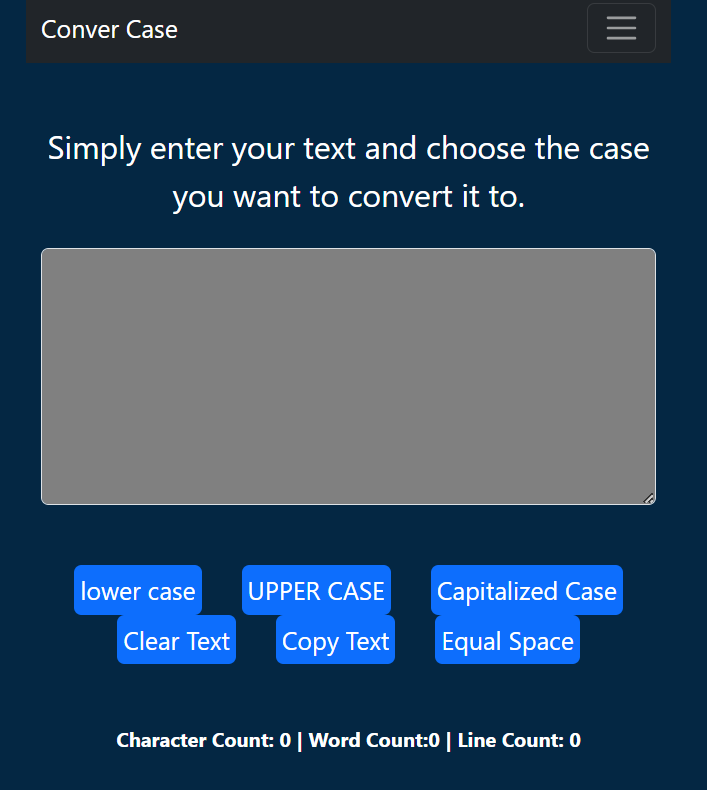 Conver Case
Simply enter your text and choose the case
you want to convert it to.
lower case UPPER CASE Capitalized Case
Clear Text Copy Text Equal Space
Character Count: 0 | Word Count:0 | Line Count: 0